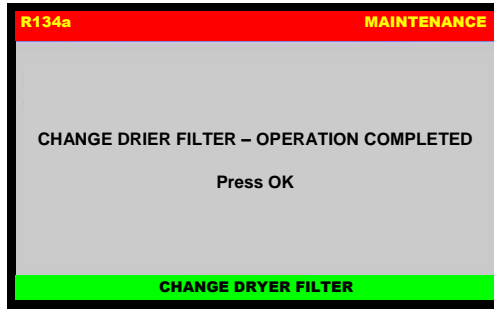 R134a MAINTENANCE
CHANGE DRIER FILTER – OPERATION COMPLETED
Press OK
CHANGE DRYER FILTER